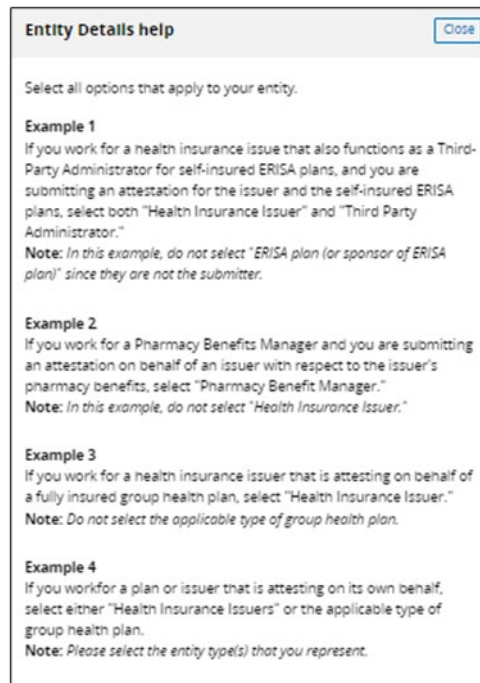 Entity Details help
Close
Select all options that apply to your entity.
Example 1
If you work for a health insurance issue that also functions as a Third-
Party Administrator for self-insured ERISA plans, and you are
submitting an attestation for the issuer and the self-insured ERISA
plans, select both "Health Insurance Issuer" and "Third Party
Administrator."
Note: In this example, do not select "ERISA plan (or sponsor of ERISA
plan)" since they are not the submitter.
Example 2
If you work for a Pharmacy Benefits Manager and you are submitting
an attestation on behalf of an issuer with respect to the issuer's
pharmacy benefits, select "Pharmacy Benefit Manager."
Note: In this example, do not select "Health Insurance Issuer."
Example 3
If you work for a health insurance issuer that is attesting on behalf of
a fully insured group health plan, select "Health Insurance Issuer."
Note: Do not select the applicable type of group health plan.
Example 4
If you workfor a plan or issuer that is attesting on its own behalf,
select either "Health Insurance Issuers" or the applicable type of
group health plan.
Note: Please select the entity type(s) that you represent.